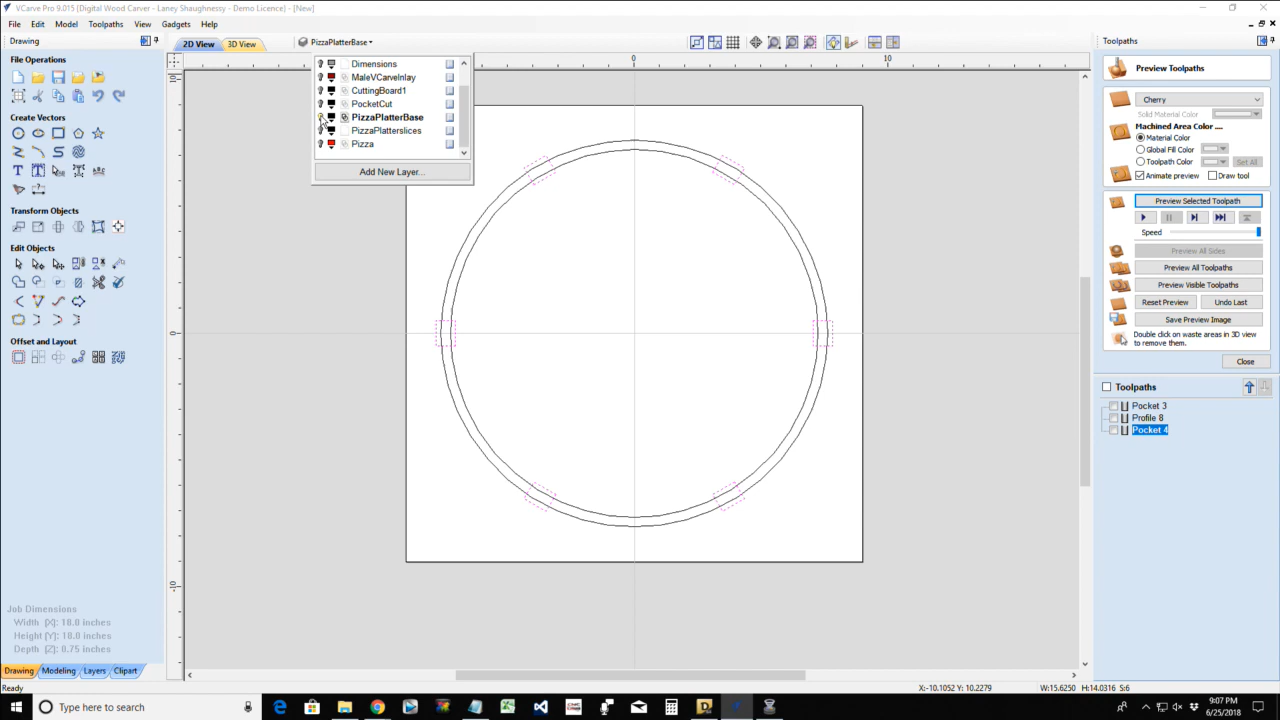 VCarve Pro 9.015 {Digital Wood Carver - Laney Shaughnessy - Demo Licence} - [New]
File Edit Model Toolpaths View Gadgets Help
Drawing
2D View 3D View PizzaPlatterBase
Toolpaths
File Operations
Dimensions
MaleVCarveInlay
CuttingBoard1
PocketCut
PizzaPlatterBase
PizzaPlatterslices
Pizza
Add New Layer...
0 10
10
0
-10
Create Vectors
Transform Objects
Edit Objects
Offset and Layout
Job Dimensions
Width (X): 18.0 inches
Height (Y): 18.0 inches
Depth (Z): 0.75 inches
Drawing Modeling Layers Clipart
Preview Toolpaths
Cherry
Solid Material Color
Machined Area Color ....
Material Color
Global Fill Color
Toolpath Color Set All
Animate preview Draw tool
Preview Selected Toolpath
Speed
Preview All Sides
Preview All Toolpaths
Preview Visible Toolpaths
Reset Preview Undo Last
Save Preview Image
Double click on waste areas in 3D view
to remove them.
Close
Toolpaths
Pocket 3
Profile 8
Pocket 4
Ready X:-10.1052 Y: 10.2279 W:15.6250 H:14.0316 S:6
Type here to search
9:07 PM
6/25/2018